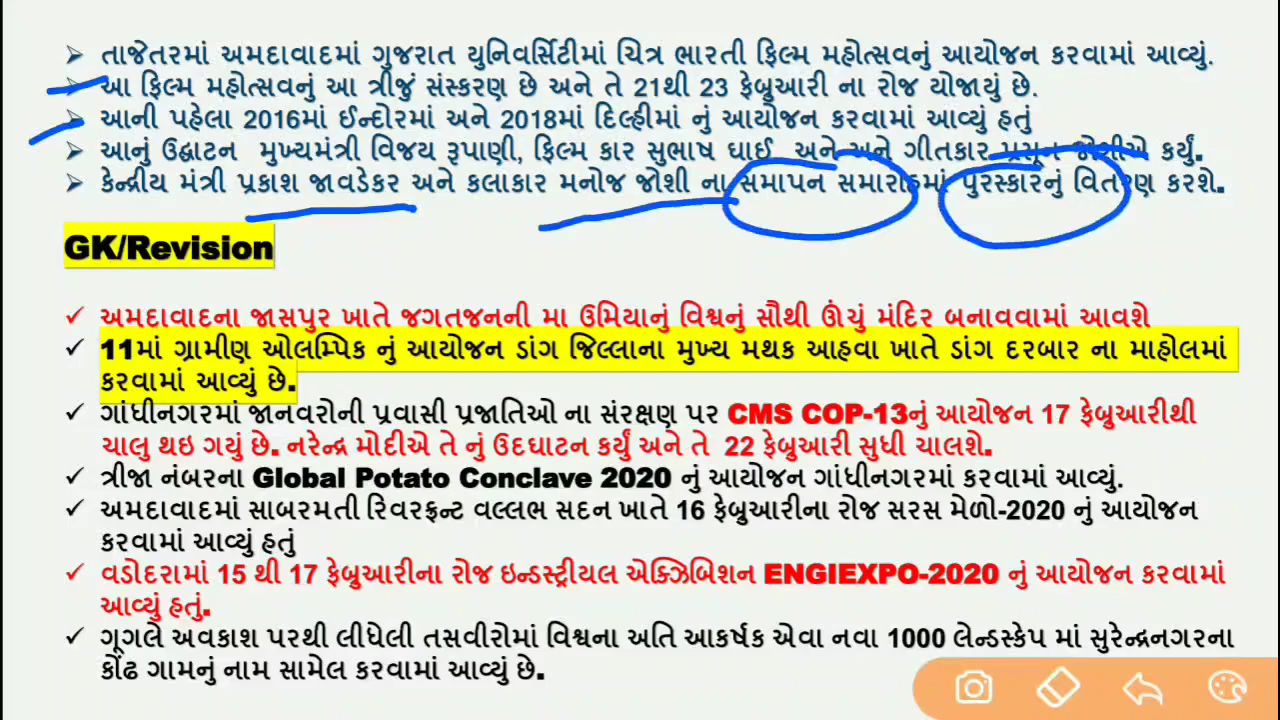 તાજેતરમાં અમદાવાદમાં ગુજરાત યુનિવર્સિટીમાં ચિત્ર ભારતી ફિલ્મ મહોત્સવનું આયોજન કરવામાં આવ્યું.
આ ફિલ્મ મહોત્સવનું આ ત્રીજું સંસ્કરણ છે અને તે 21થી 23 ફેબ્રુઆરી ના રોજ યોજાયું છે.
આની પહેલા 2016માં ઈન્દોરમાં અને 2018માં દિલ્હીમાં નું આયોજન કરવામાં આવ્યું હતું
આનું ઉદ્ઘાટન મુખ્યમંત્રી વિજય રૂપાણી, ફિલ્મ કાર સુભાષ ઘાઈ અને અને ગીતકાર પ્રસૂન જોશીએ કર્યું.
કેન્દ્રીય મંત્રી પ્રકાશ જાવડેકર અને કલાકાર મનોજ જોશી ના સમાપન સમારોહમાં પુરસ્કારનું વિતરણ કરશે.
GK/Revision
અમદાવાદના જાસપુર ખાતે જગતજનની મા ઉમિયાનું વિશ્વનું સૌથી ઊંચું મંદિર બનાવવામાં આવશે
11માં ગ્રામીણ ઓલમ્પિક નું આયોજન ડાંગ જિલ્લાના મુખ્ય મથક આહવા ખાતે ડાંગ દરબાર ના માહોલમાં
કરવામાં આવ્યું છે.
ગાંધીનગરમાં જાનવરોની પ્રવાસી પ્રજાતિઓ ના સંરક્ષણ પર CMS COP-13નું આયોજન 17 ફેબ્રુઆરીથી
ચાલુ થઇ ગયું છે. નરેન્દ્ર મોદીએ તે નું ઉદઘાટન કર્યું અને તે 22 ફેબ્રુઆરી સુધી ચાલશે.
ત્રીજા નંબરના Global Potato Conclave 2020 નું આયોજન ગાંધીનગરમાં કરવામાં આવ્યું.
અમદાવાદમાં સાબરમતી રિવરફ્રન્ટ વલ્લભ સદન ખાતે 16 ફેબ્રુઆરીના રોજ સરસ મેળો-2020 નું આયોજન
કરવામાં આવ્યું હતું
વડોદરામાં 15 થી 17 ફેબ્રુઆરીના રોજ ઇન્ડસ્ટ્રીયલ એક્ઝિબિશન ENGIEXPO-2020 નું આયોજન કરવામાં
આવ્યું હતું.
ગૂગલે અવકાશ પરથી લીધેલી તસવીરોમાં વિશ્વના અતિ આકર્ષક એવા નવા 1000 લેન્ડસ્કેપ માં સુરેન્દ્રનગરના
કોંઢ ગામનું નામ સામેલ કરવામાં આવ્યું છે.